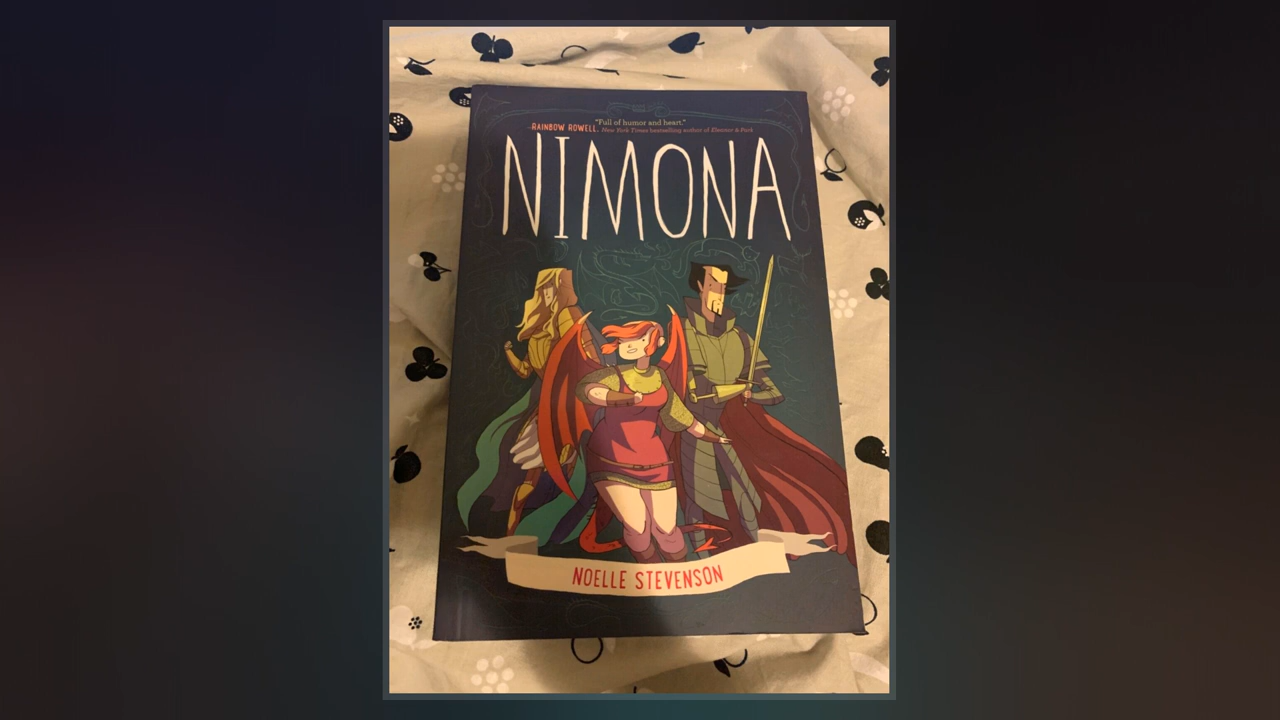 "Full of humor and heart."
—RAINBOW ROWELL, New York Times bestselling author of Eleanor & Park
NIMONA
NOELLE STEVENSON